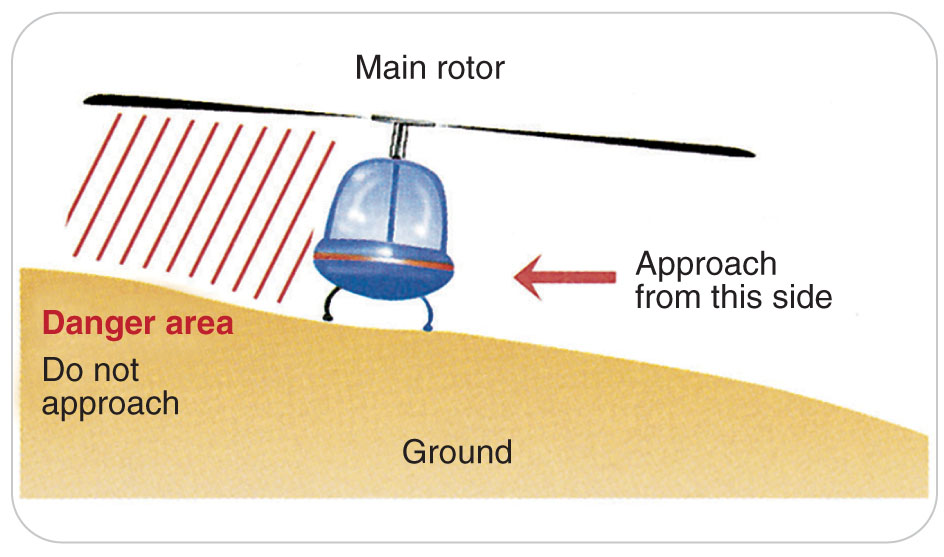 Main rotor
Approach
from this side
Danger area
Do not
approach
Ground